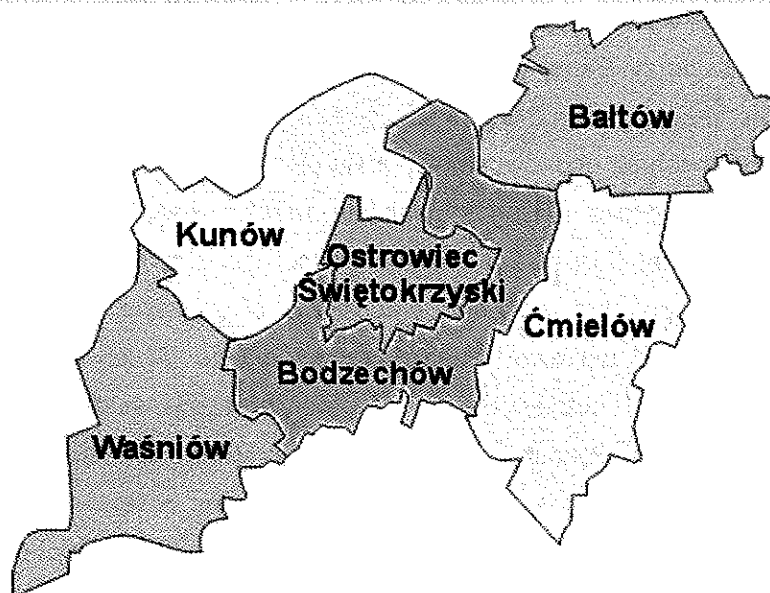 Bałtów
Kunów
Ostrowiec
Świętokrzyski
Ćmielów
Bodzechów
Waśniów